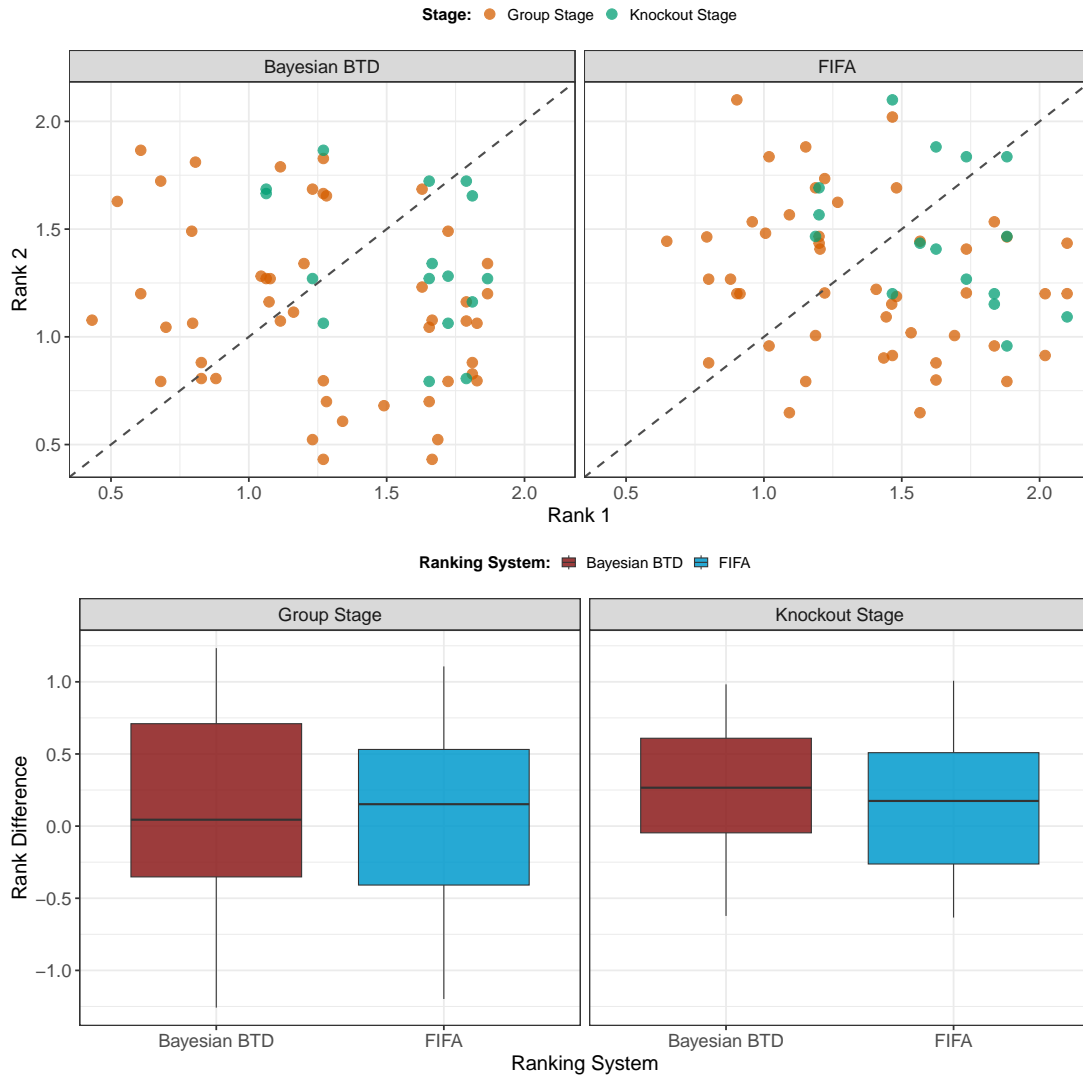 Stage: Group Stage Knockout Stage
Bayesian BTD FIFA
2.0
1.5
1.0
0.5
Rank 2
0.5 1.0 1.5 2.0 0.5 1.0 1.5 2.0
Rank 1
Ranking System: Bayesian BTD FIFA
Group Stage Knockout Stage
1.0
0.5
0.0
−0.5
−1.0
Rank Difference
Bayesian BTD FIFA Bayesian BTD FIFA
Ranking System